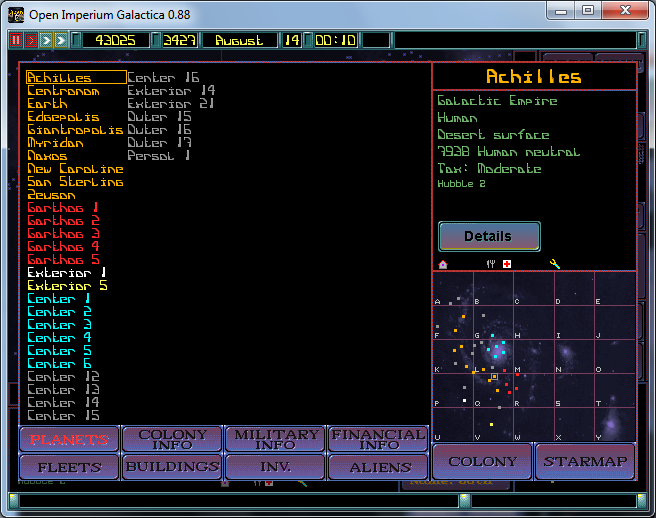 Open Imperium Galactica 0.88
43025 3427 August 14 00:10
Achilles
Centronom
Earth
Edgepolis
Giantropolis
Myridan
Naxos
New Caroline
San Sterling
Zeuson
Garthog 1
Garthog 2
Garthog 3
Garthog 4
Garthog 5
Exterior 1
Exterior 5
Center 1
Center 2
Center 3
Center 4
Center 5
Center 6
Center 12
Center 13
Center 14
Center 15
Center 16
Exterior 14
Exterior 21
Outer 15
Outer 16
Outer 17
Persol 1
Achilles
Galactic Empire
Human
Desert surface
7938 Human neutral
Tax: Moderate
Hubble 2
Details
A B C D E
F G H I J
K L M N O
P Q R S T
U V W X Y
PLANETS COLONY INFO MILITARY INFO FINANCIAL INFO
FLEETS BUILDINGS INV. ALIENS
COLONY STARMAP